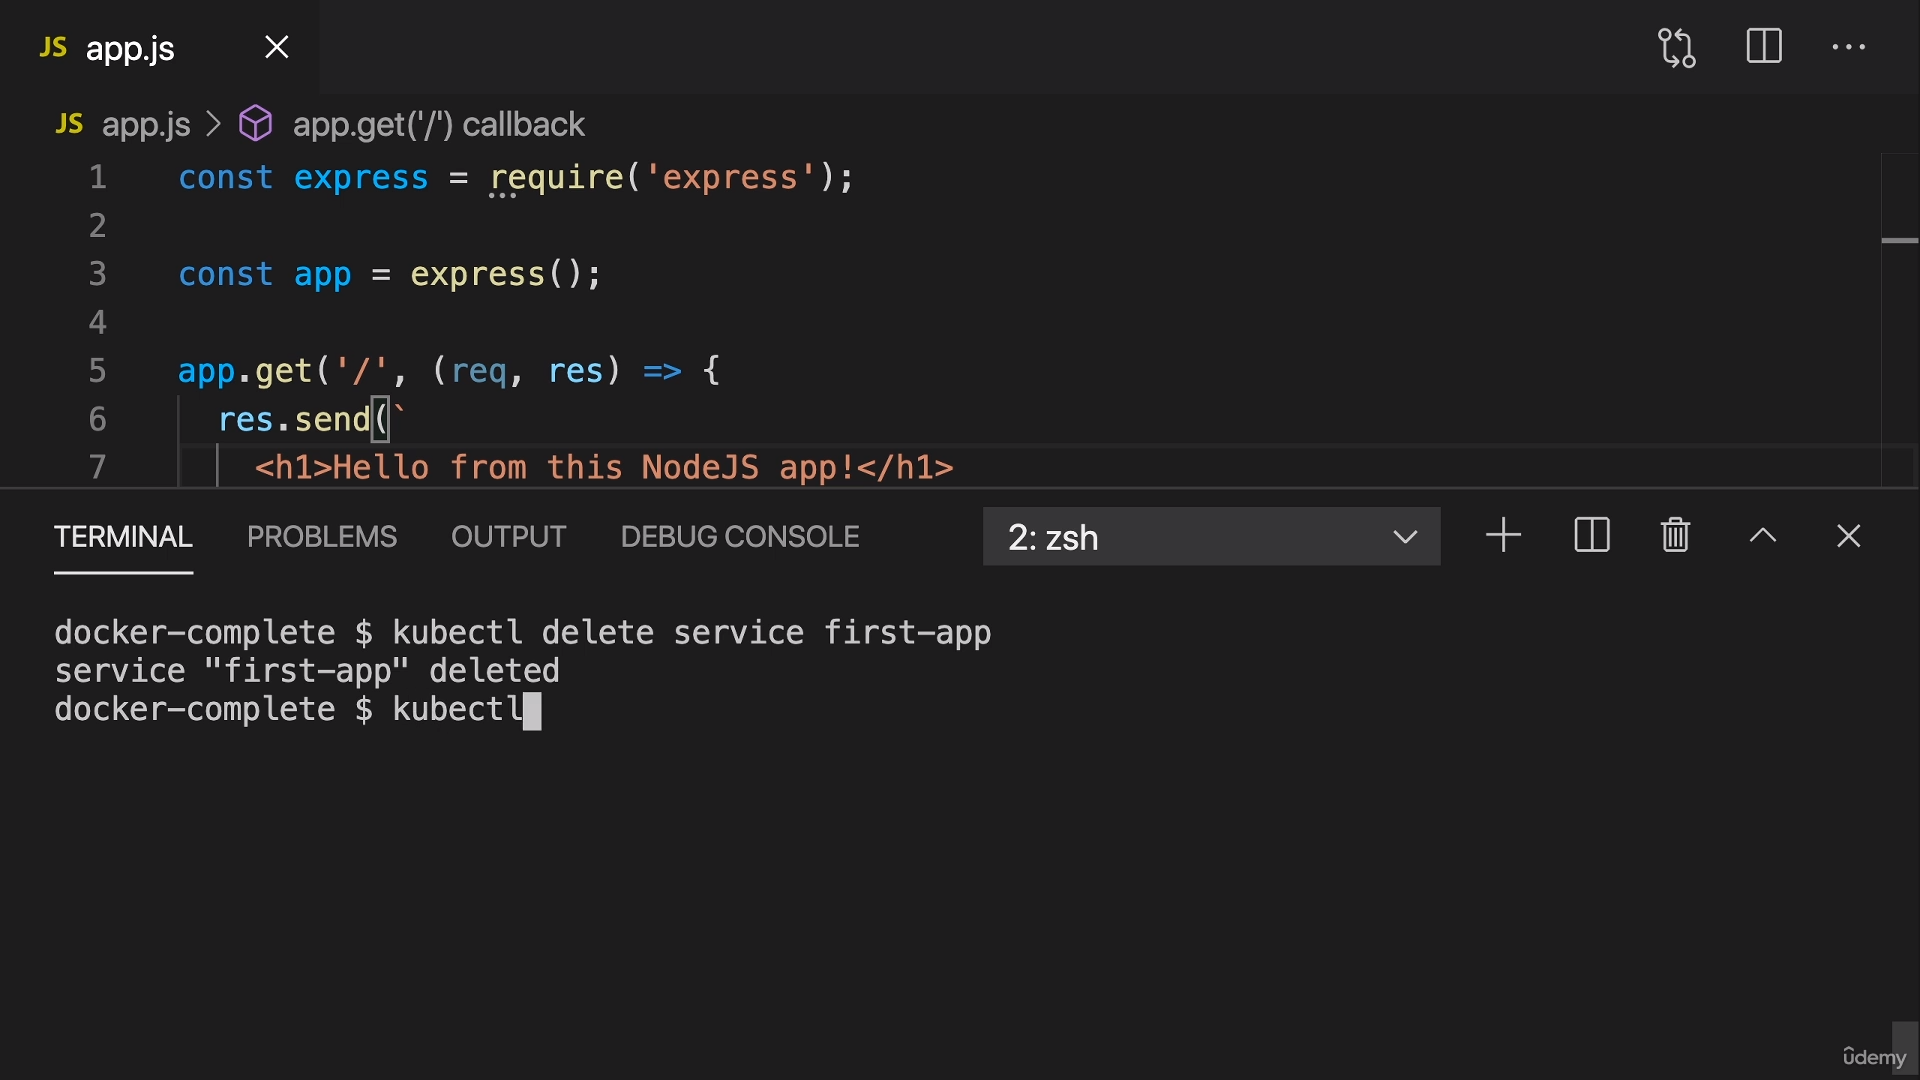 JS app.js
JS app.js > app.get('/') callback
1 const express = require('express');
2
3 const app = express();
4
5 app.get('/', (req, res) => {
6 res.send(`
7 <h1>Hello from this NodeJS app!</h1>
TERMINAL PROBLEMS OUTPUT DEBUG CONSOLE 2: zsh
docker-complete $ kubectl delete service first-app
service "first-app" deleted
docker-complete $ kubectl
ûdemy